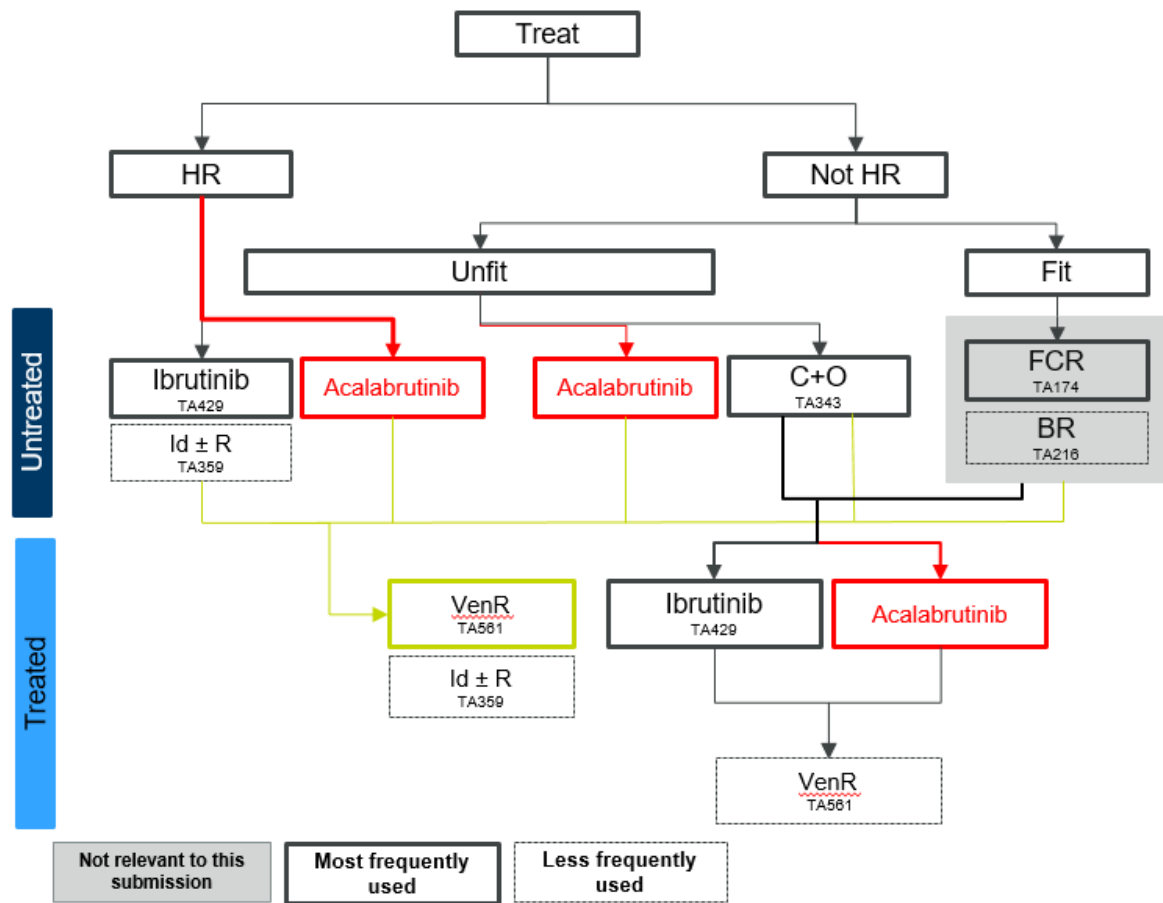 Treat
HR
Not HR
Unfit
Fit
Untreated
Ibrutinib
TA429
Id ± R
TA359
Acalabrutinib
Acalabrutinib
C+O
TA343
FCR
TA174
BR
TA216
Treated
VenR
TA561
Id ± R
TA359
Ibrutinib
TA429
Acalabrutinib
VenR
TA561
Not relevant to this
submission
Most frequently
used
Less frequently
used